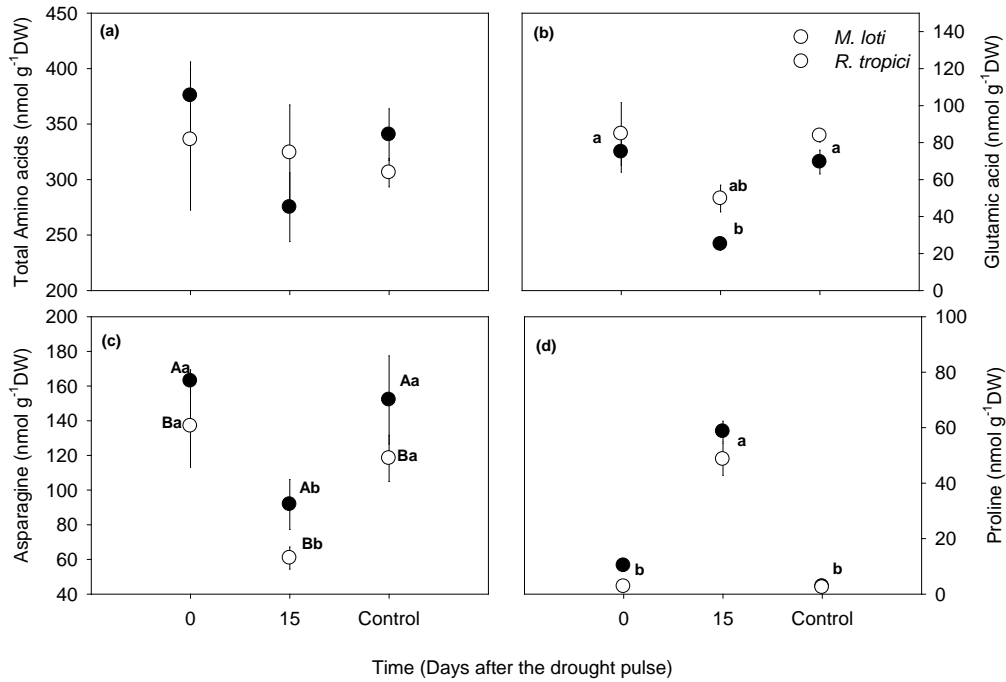 (a)
450
400
350
300
250
200
Total Amino acids (nmol g⁻¹DW)
0
15
Control
(b)
M. loti
R. tropici
a
ab
b
a
140
120
100
80
60
40
20
0
Glutamic acid (nmol g⁻¹DW)
(c)
200
180
160
140
120
100
80
60
40
Asparagine (nmol g⁻¹DW)
Aa
Ba
Ab
Bb
Aa
Ba
0
15
Control
(d)
b
a
b
100
80
60
40
20
0
Proline (nmol g⁻¹DW)
0
15
Control
Time (Days after the drought pulse)